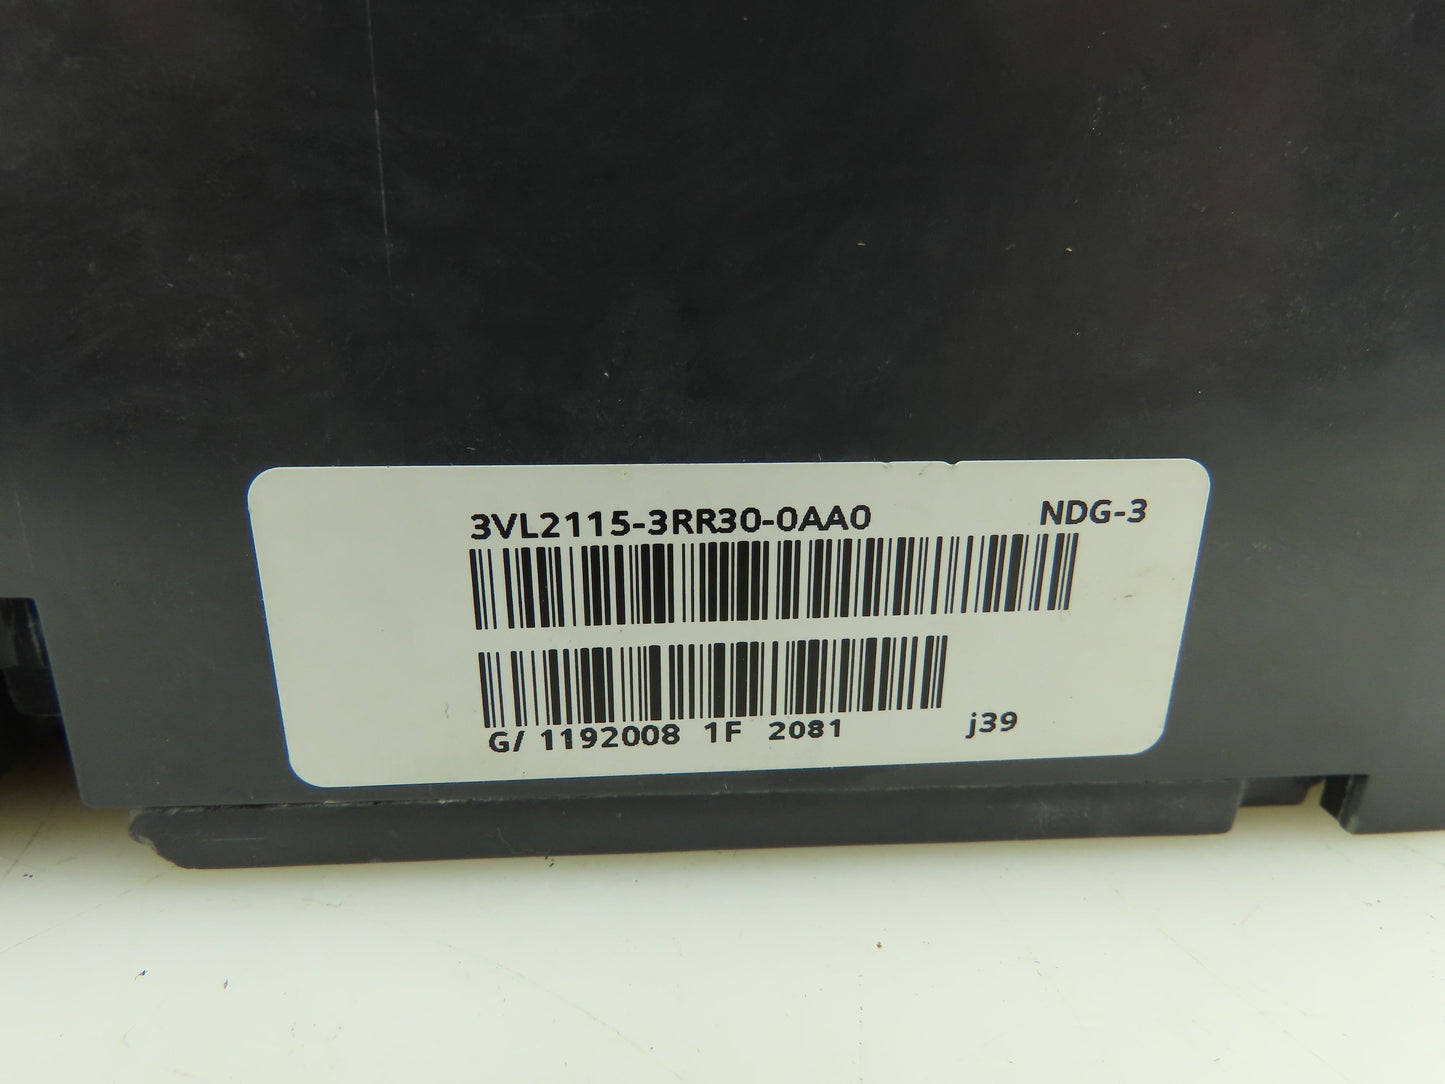 3VL2115-3RR30-0AA0 NDG-3
G/ 1192008 1F 2081 j39